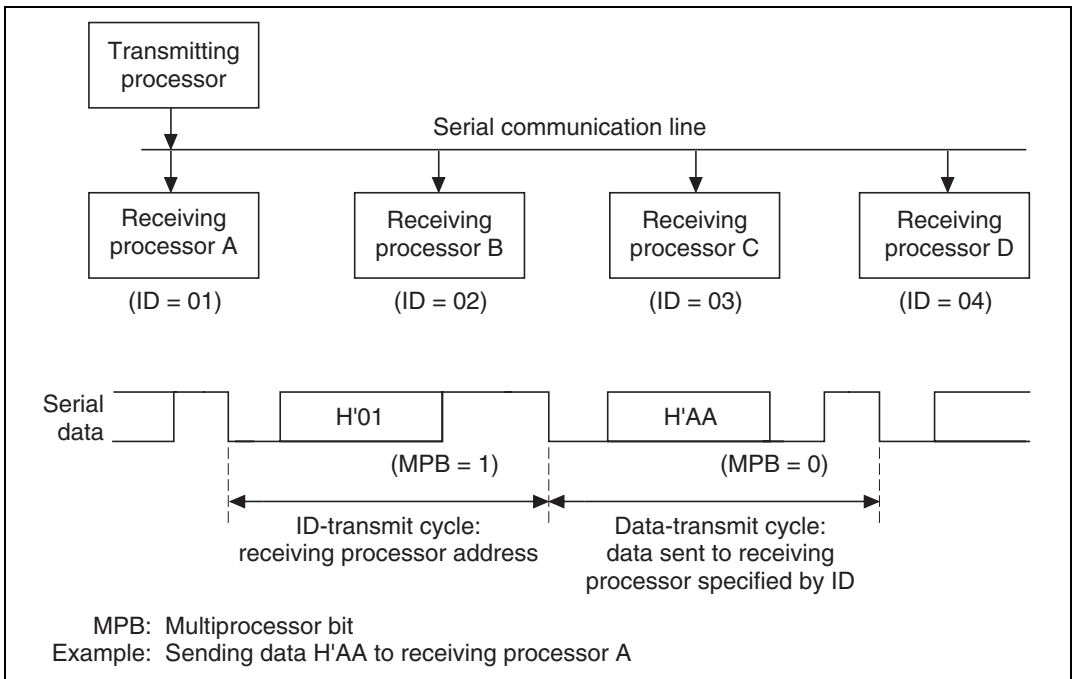 Transmitting
processor
Serial communication line
Receiving
processor A
Receiving
processor B
Receiving
processor C
Receiving
processor D
(ID = 01)
(ID = 02)
(ID = 03)
(ID = 04)
Serial
data
H'01
H'AA
(MPB = 1)
(MPB = 0)
ID-transmit cycle:
receiving processor address
Data-transmit cycle:
data sent to receiving
processor specified by ID
MPB: Multiprocessor bit
Example: Sending data H'AA to receiving processor A